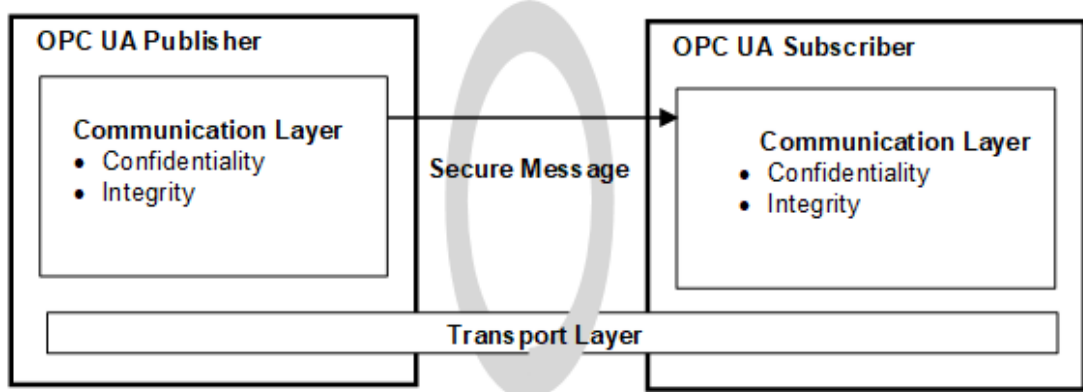 OPC UA Publisher
Communication Layer
• Confidentiality
• Integrity
Secure Message
OPC UA Subscriber
Communication Layer
• Confidentiality
• Integrity
Transport Layer